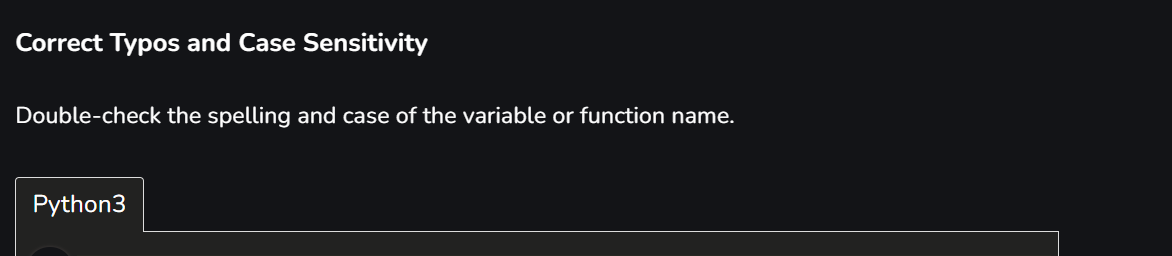 Correct Typos and Case Sensitivity
Double-check the spelling and case of the variable or function name.
Python3